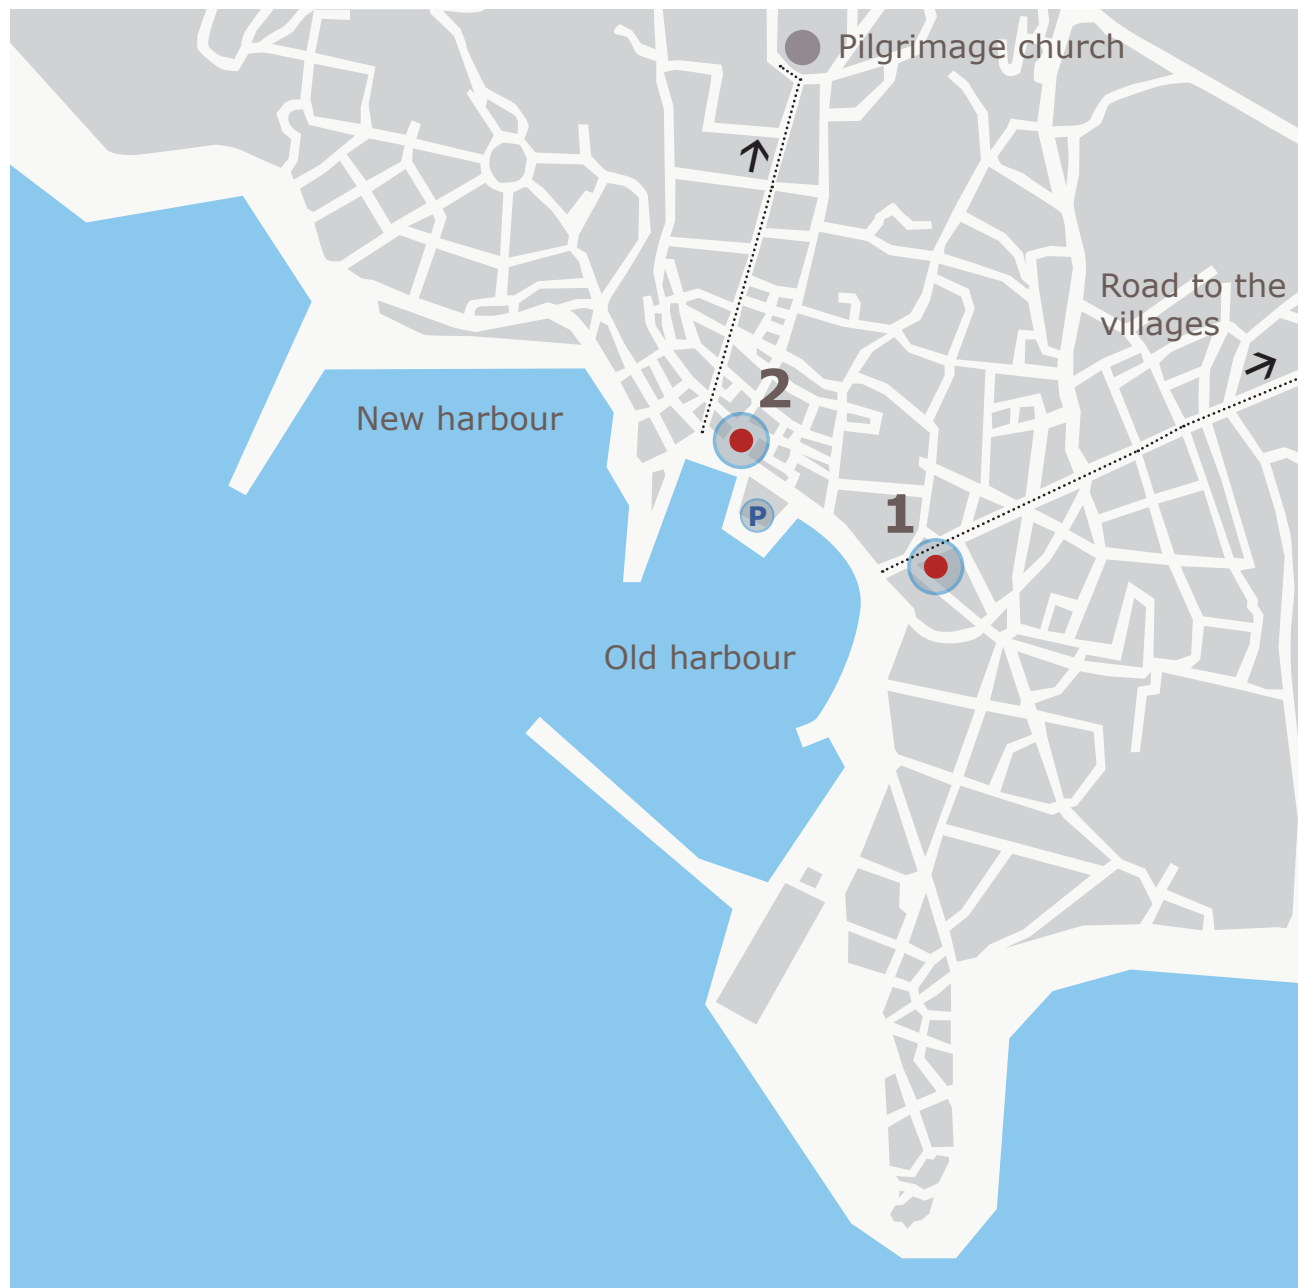 Pilgrimage church
Road to the
villages
2
New harbour
1
P
Old harbour